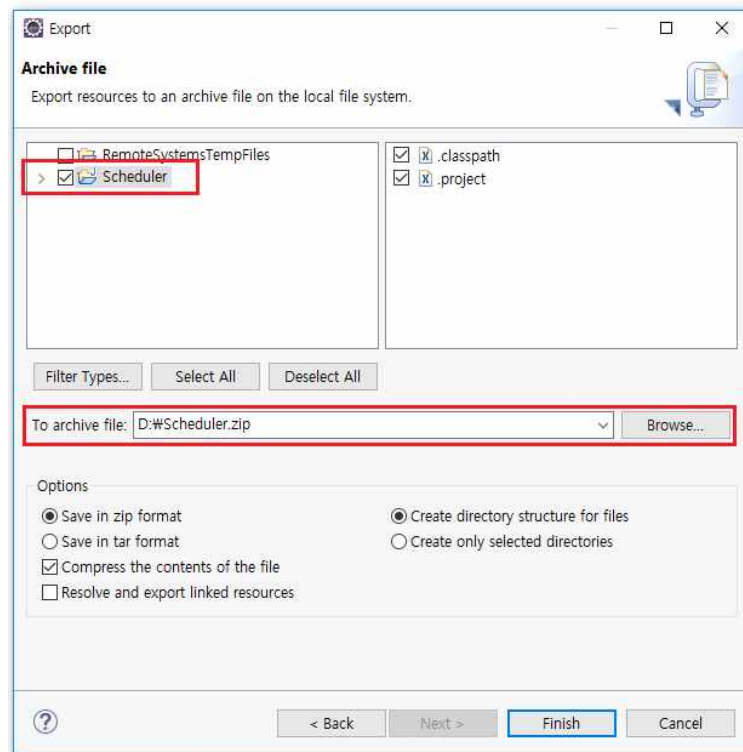 Export
Archive file
Export resources to an archive file on the local file system.
RemoteSystemsTempFiles
Scheduler
.classpath
.project
Filter Types...
Select All
Deselect All
To archive file:
D:₩Scheduler.zip
Browse...
Options
Save in zip format
Create directory structure for files
Save in tar format
Create only selected directories
Compress the contents of the file
Resolve and export linked resources
< Back
Next >
Finish
Cancel